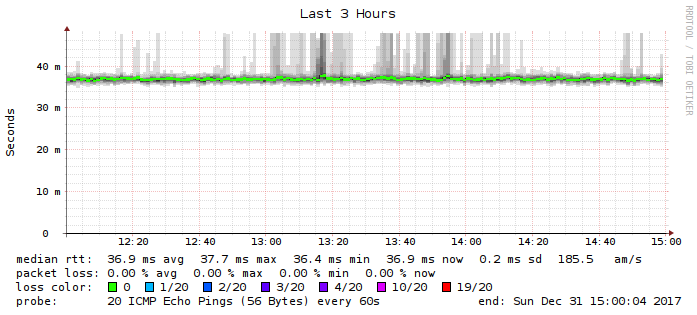 Last 3 Hours
RRDTOOL / TOBI OETIKER
Seconds
40 m
30 m
20 m
10 m
0
12:20 12:40 13:00 13:20 13:40 14:00 14:20 14:40 15:00
median rtt: 36.9 ms avg 37.7 ms max 36.4 ms min 36.9 ms now 0.2 ms sd 185.5 am/s
packet loss: 0.00 % avg 0.00 % max 0.00 % min 0.00 % now
loss color: 0 1/20 2/20 3/20 4/20 10/20 19/20
probe: 20 ICMP Echo Pings (56 Bytes) every 60s end: Sun Dec 31 15:00:04 2017